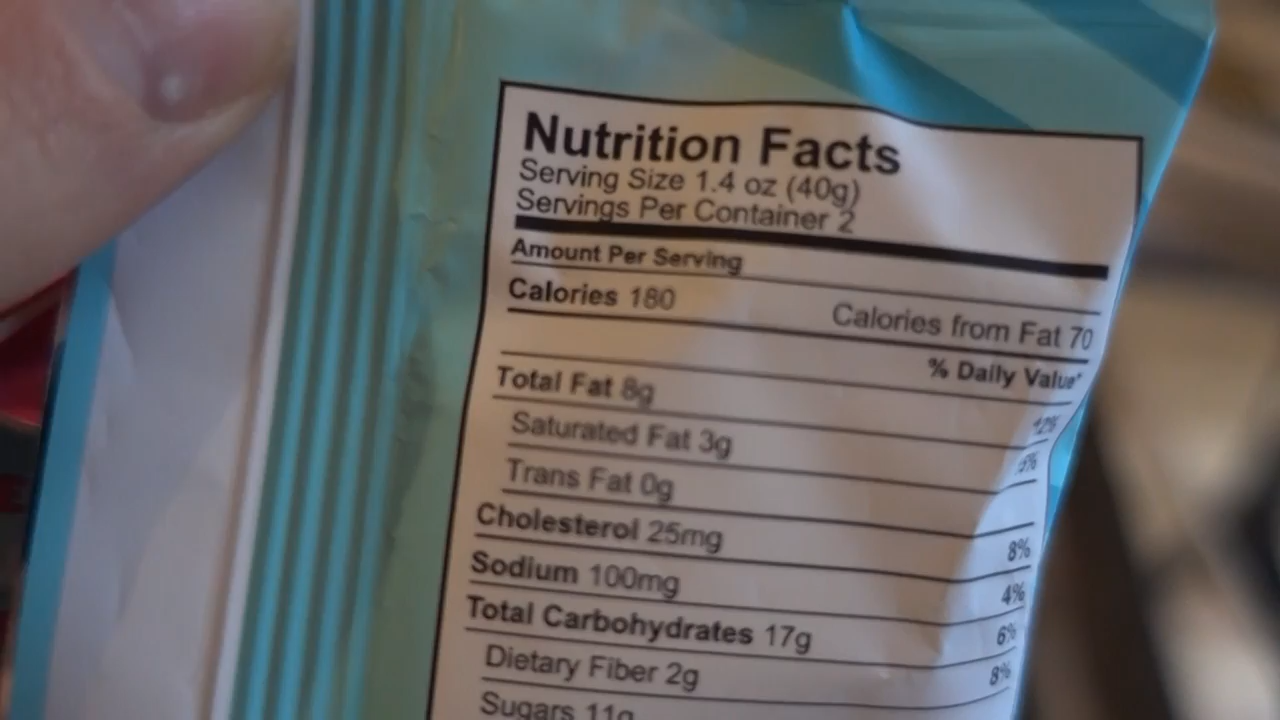 Nutrition Facts
Serving Size 1.4 oz (40g)
Servings Per Container 2
Amount Per Serving
Calories 180 Calories from Fat 70
% Daily Value*
Total Fat 8g 12%
Saturated Fat 3g
Trans Fat 0g
Cholesterol 25mg 8%
Sodium 100mg 4%
Total Carbohydrates 17g 6%
Dietary Fiber 2g 8%
Sugars 11g